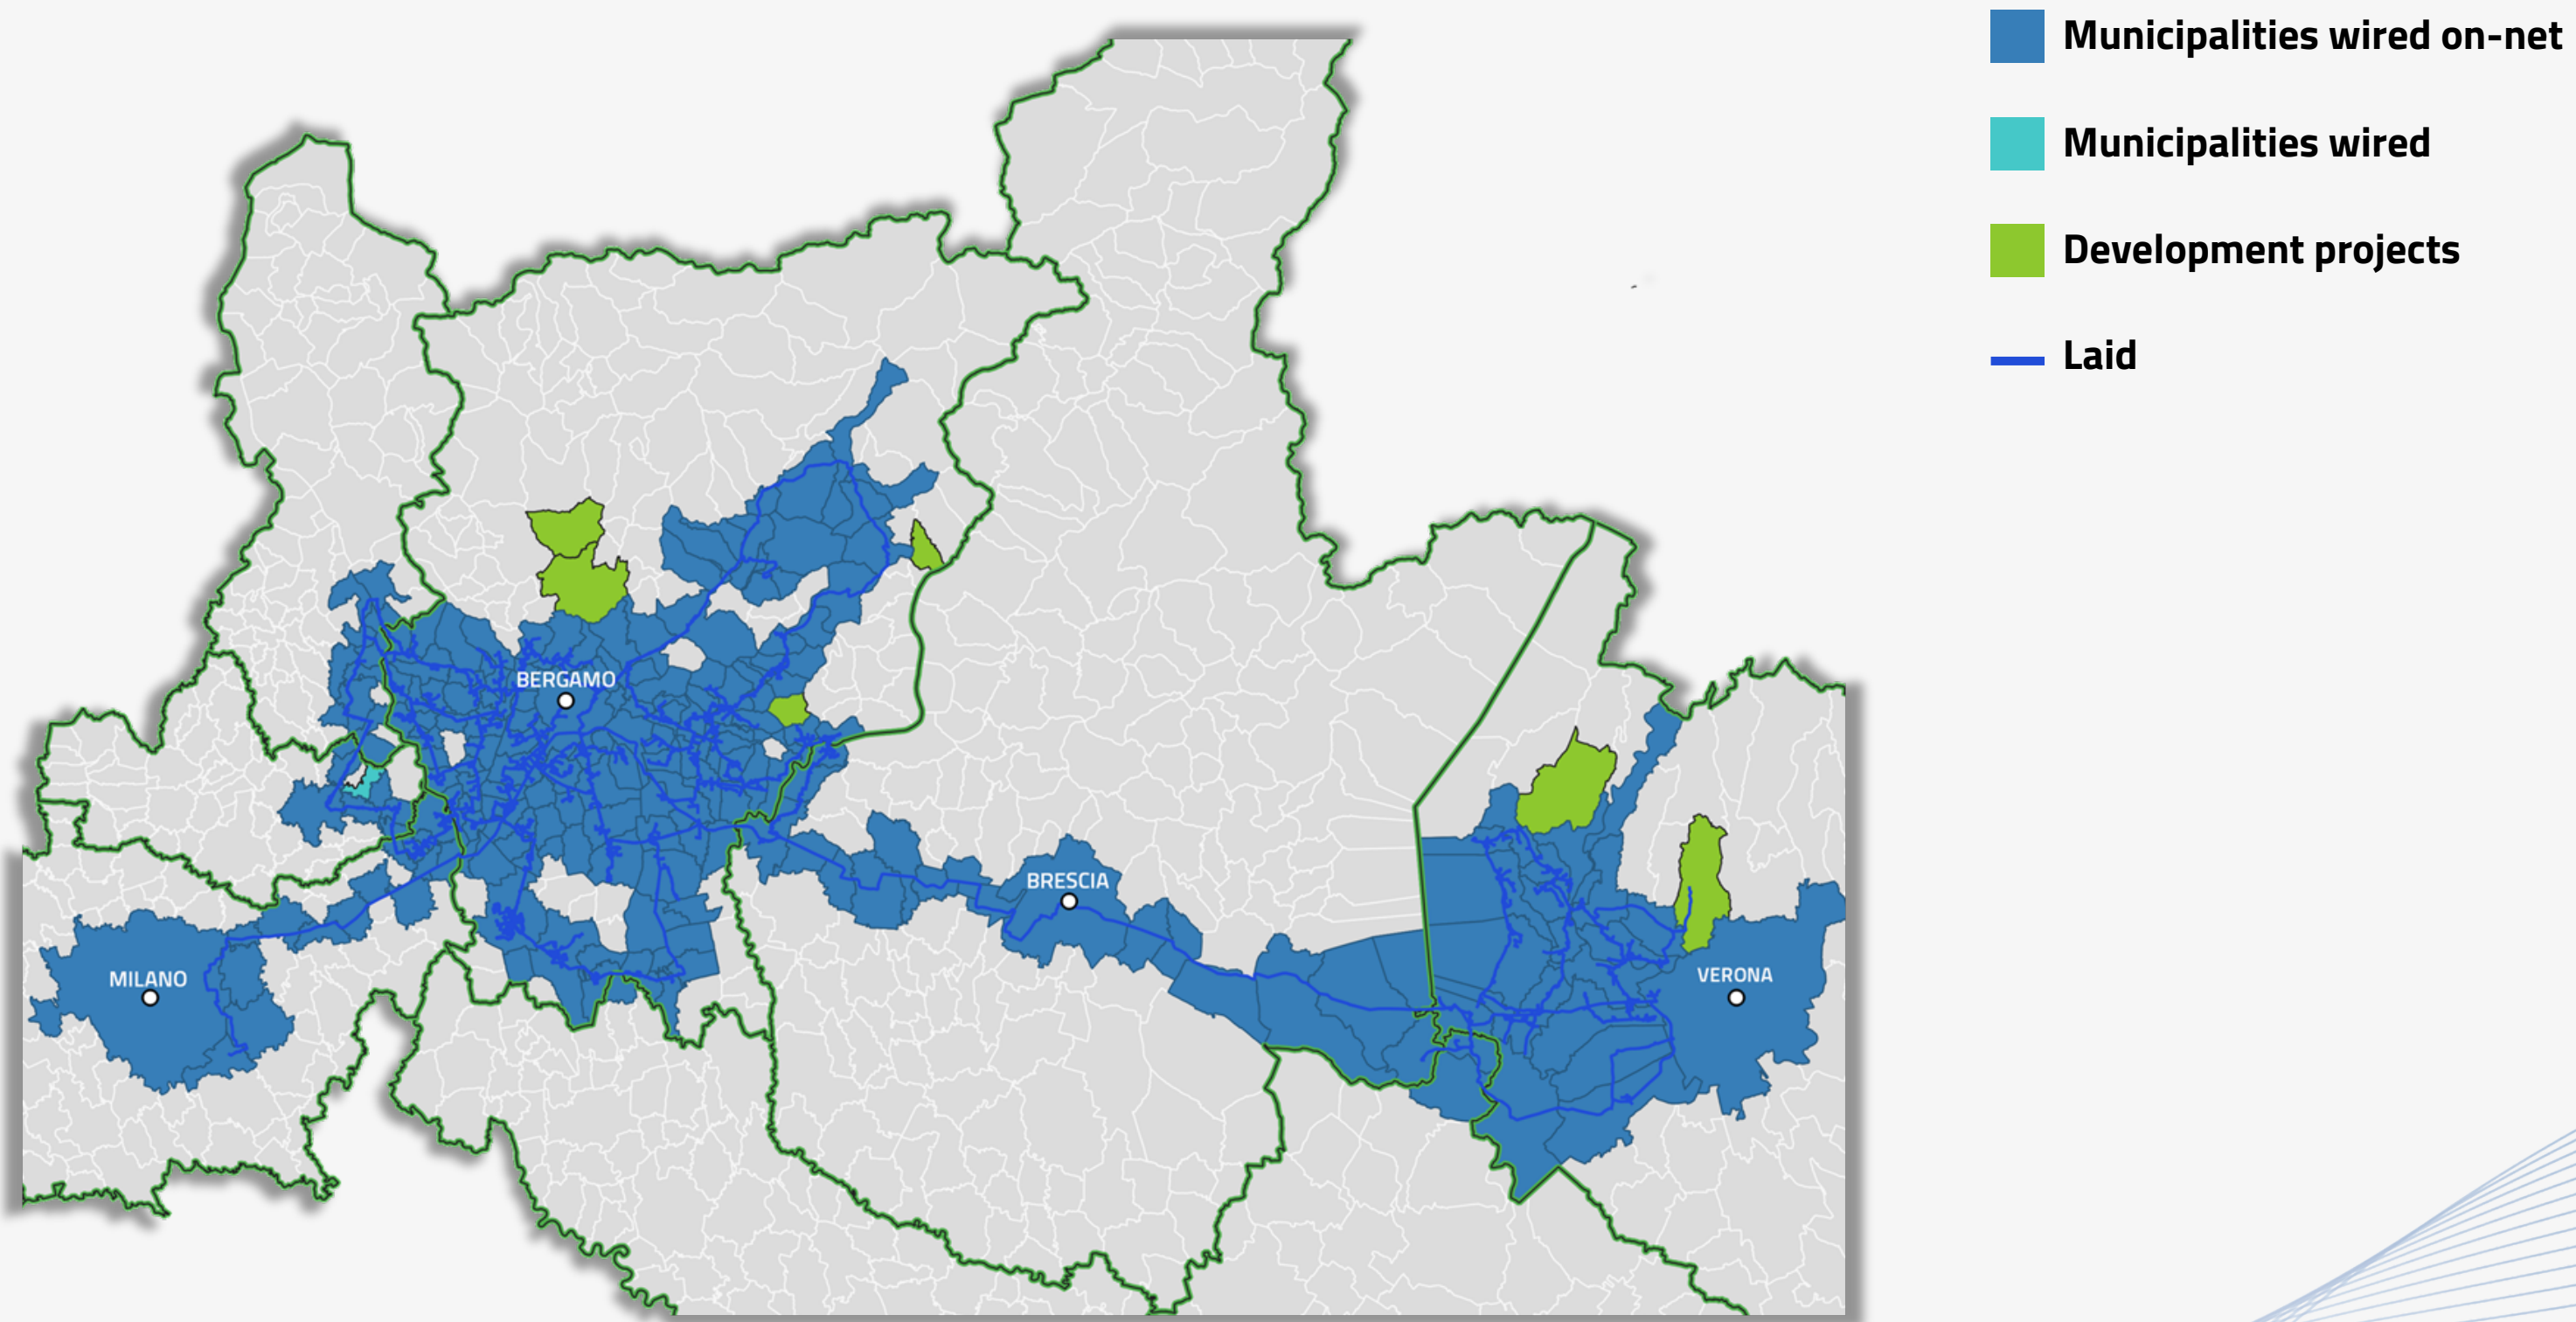 Municipalities wired on-net
Municipalities wired
Development projects
Laid
BERGAMO
BRESCIA
MILANO
VERONA